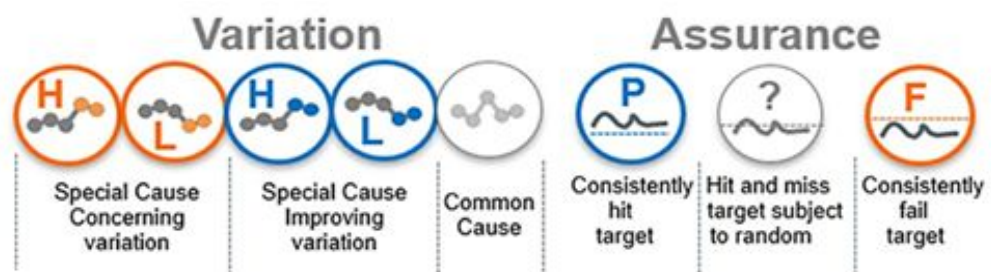 Variation
Assurance
H
L
H
L
P
?
F
Special Cause
Concerning
variation
Special Cause
Improving
variation
Common
Cause
Consistently
hit
target
Hit and miss
target subject
to random
Consistently
fail
target